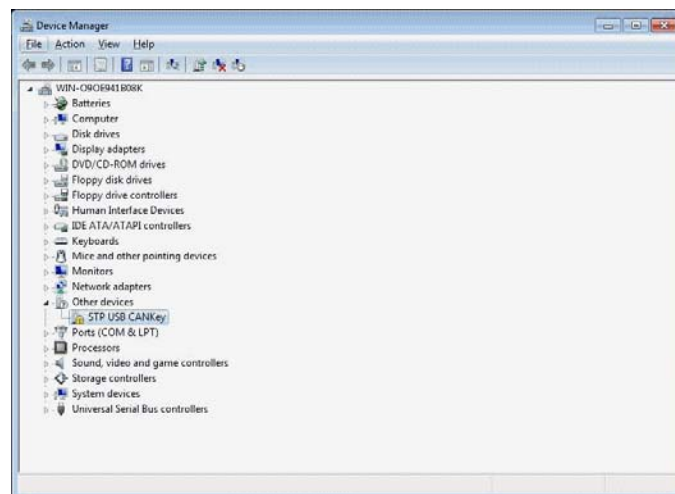 Device Manager
File Action View Help
WIN-O9OE941B08K
Batteries
Computer
Disk drives
Display adapters
DVD/CD-ROM drives
Floppy disk drives
Floppy drive controllers
Human Interface Devices
IDE ATA/ATAPI controllers
Keyboards
Mice and other pointing devices
Monitors
Network adapters
Other devices
STP USB CANKey
Ports (COM & LPT)
Processors
Sound, video and game controllers
Storage controllers
System devices
Universal Serial Bus controllers